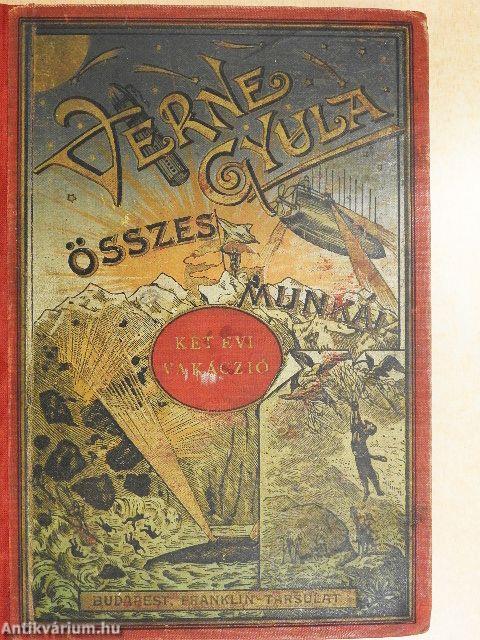 VERNE
GYULA
ÖSSZES
MUNKÁI
KÉT ÉVI
VAKÁCZIÓ
BUDAPEST, FRANKLIN-TÁRSULAT
Antikvárium.hu